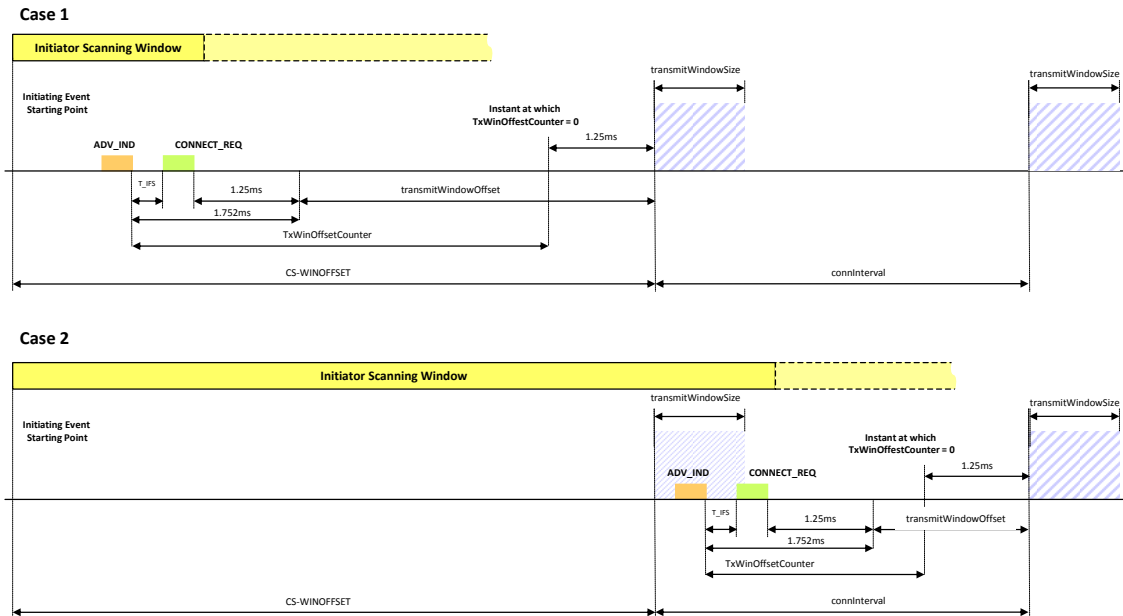 Case 1
Initiator Scanning Window
transmitWindowSize
transmitWindowSize
Initiating Event
Starting Point
Instant at which
TxWinOffestCounter = 0
1.25ms
ADV_IND
CONNECT_REQ
T_IFS
1.25ms
transmitWindowOffset
1.752ms
TxWinOffsetCounter
CS-WINOFFSET
connInterval
Case 2
Initiator Scanning Window
transmitWindowSize
transmitWindowSize
Initiating Event
Starting Point
Instant at which
TxWinOffestCounter = 0
1.25ms
ADV_IND
CONNECT_REQ
T_IFS
1.25ms
transmitWindowOffset
1.752ms
TxWinOffsetCounter
CS-WINOFFSET
connInterval